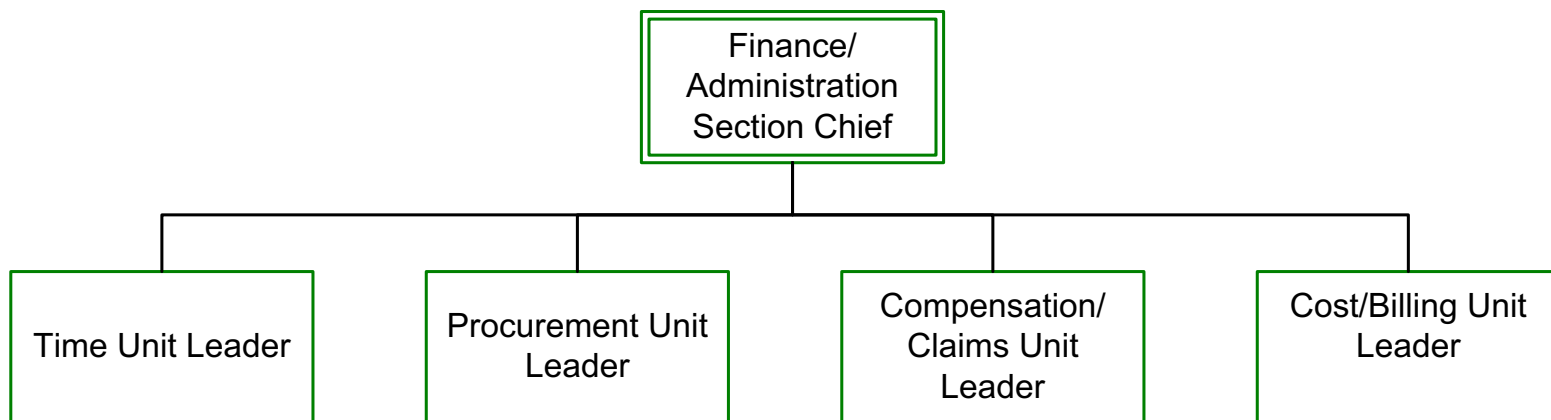 Finance/
Administration
Section Chief
Time Unit Leader
Procurement Unit
Leader
Compensation/
Claims Unit
Leader
Cost/Billing Unit
Leader